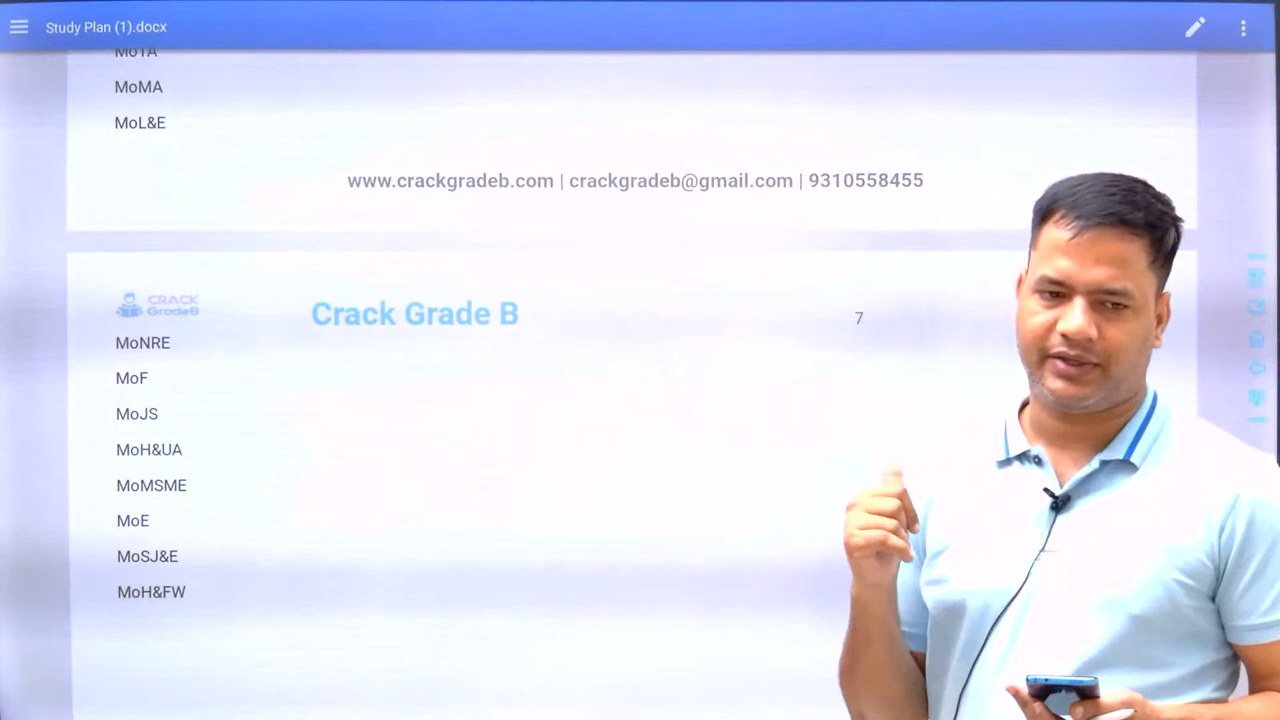 Study Plan (1).docx
MoTA
MoMA
MoL&E
www.crackgradeb.com | crackgradeb@gmail.com | 9310558455
CRACK
GradeB
Crack Grade B
7
MoNRE
MoF
MoJS
MoH&UA
MoMSME
MoE
MoSJ&E
MoH&FW